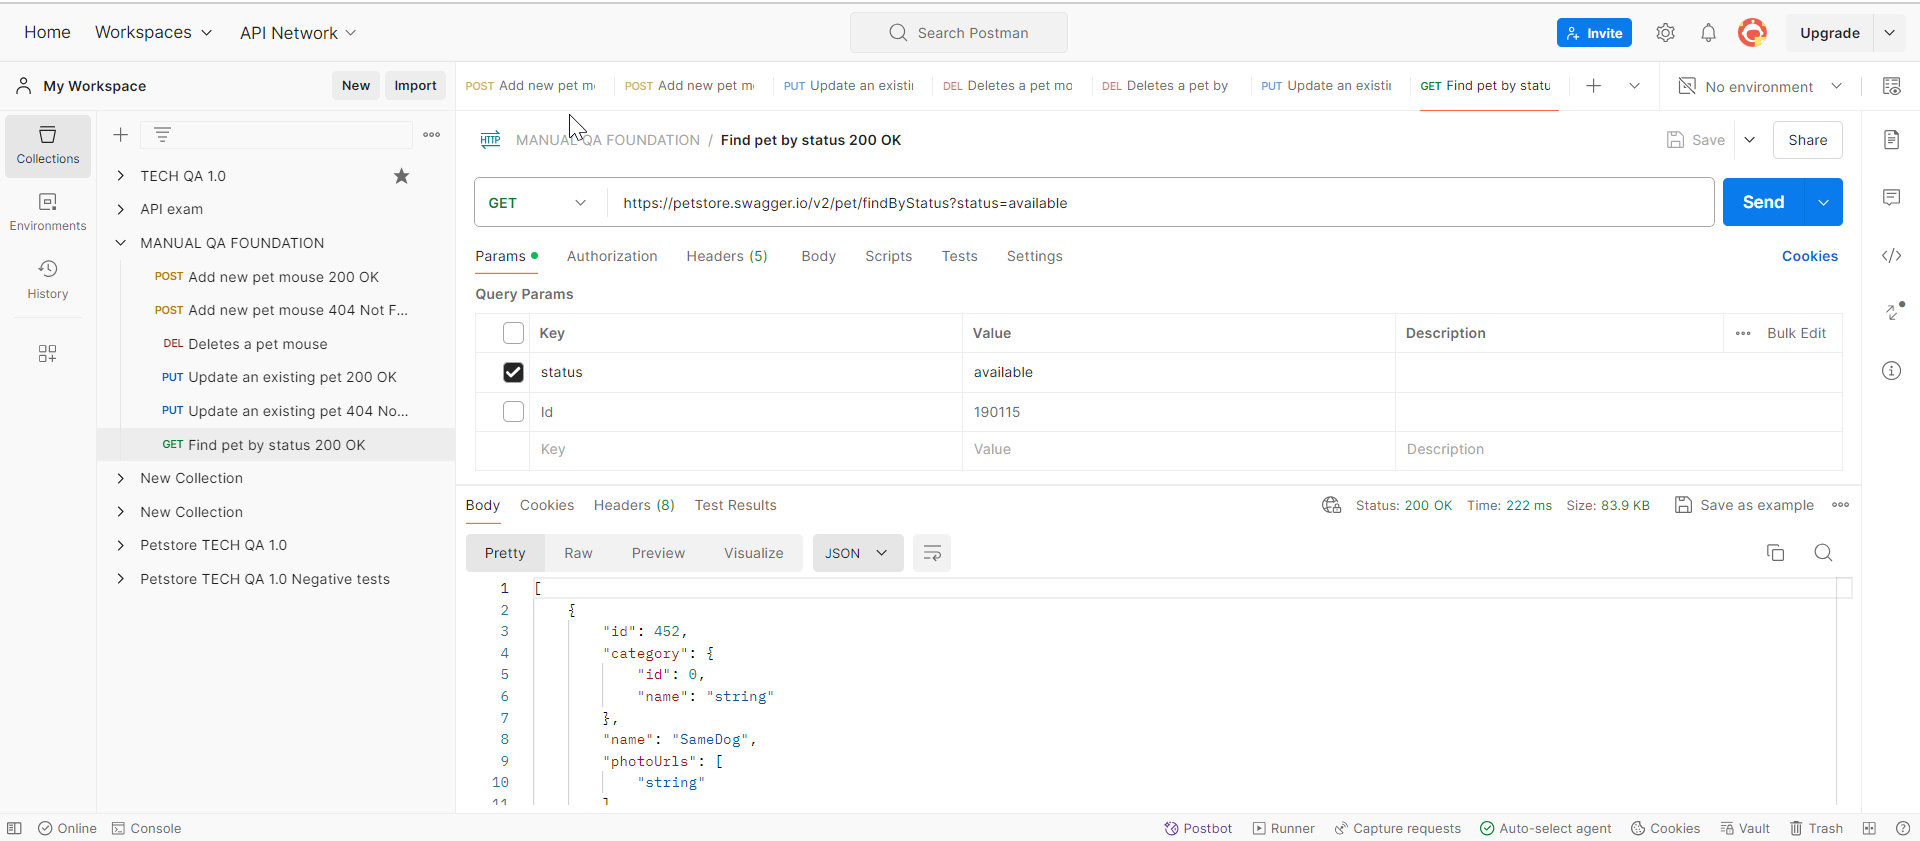 Home Workspaces API Network Search Postman Invite Upgrade
My Workspace New Import
POST Add new pet m POST Add new pet m PUT Update an existi DEL Deletes a pet mo DEL Deletes a pet by PUT Update an existi GET Find pet by statu No environment
HTTP MANUAL QA FOUNDATION / Find pet by status 200 OK Save Share
Collections
Environments
History
TECH QA 1.0
API exam
MANUAL QA FOUNDATION
POST Add new pet mouse 200 OK
POST Add new pet mouse 404 Not F...
DEL Deletes a pet mouse
PUT Update an existing pet 200 OK
PUT Update an existing pet 404 No...
GET Find pet by status 200 OK
New Collection
New Collection
Petstore TECH QA 1.0
Petstore TECH QA 1.0 Negative tests
GET https://petstore.swagger.io/v2/pet/findByStatus?status=available Send
Params Authorization Headers (5) Body Scripts Tests Settings Cookies
Query Params
Key Value Description Bulk Edit
status available
Id 190115
Key Value Description
Body Cookies Headers (8) Test Results Status: 200 OK Time: 222 ms Size: 83.9 KB Save as example
Pretty Raw Preview Visualize JSON
1 [
2 {
3 "id": 452,
4 "category": {
5 "id": 0,
6 "name": "string"
7 },
8 "name": "SameDog",
9 "photoUrls": [
10 "string"
11 ]
Online Console Postbot Runner Capture requests Auto-select agent Cookies Vault Trash